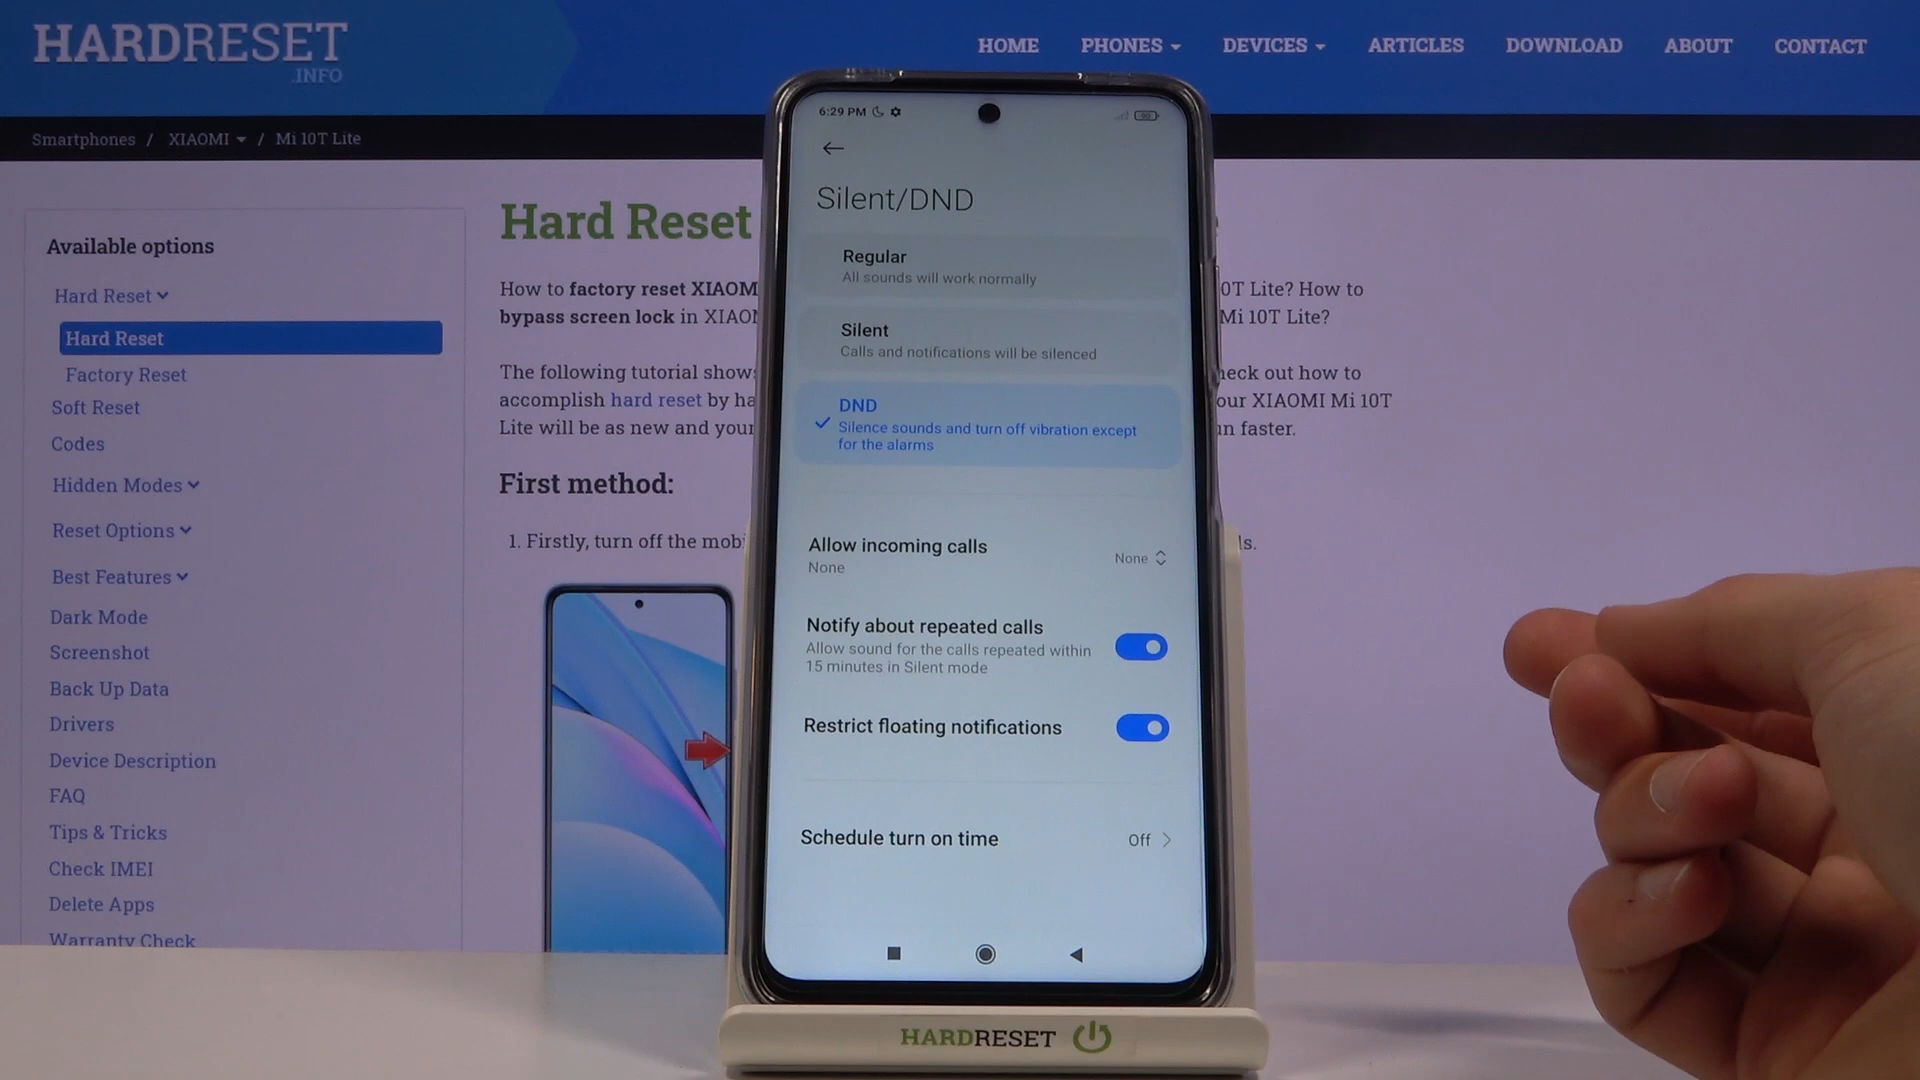 HARDRESET
.INFO
HOME PHONES DEVICES ARTICLES DOWNLOAD ABOUT CONTACT
Smartphones / XIAOMI / Mi 10T Lite
Available options
Hard Reset
Hard Reset
Factory Reset
Soft Reset
Codes
Hidden Modes
Reset Options
Best Features
Dark Mode
Screenshot
Back Up Data
Drivers
Device Description
FAQ
Tips & Tricks
Check IMEI
Delete Apps
Warranty Check
Hard Reset
How to factory reset XIAOM 0T Lite? How to
bypass screen lock in XIAO Mi 10T Lite?
The following tutorial show eck out how to
accomplish hard reset by ha our XIAOMI Mi 10T
Lite will be as new and your n faster.
First method:
1. Firstly, turn off the mobi ls.
6:29 PM 90
Silent/DND
Regular
All sounds will work normally
Silent
Calls and notifications will be silenced
DND
Silence sounds and turn off vibration except
for the alarms
Allow incoming calls
None
None
Notify about repeated calls
Allow sound for the calls repeated within
15 minutes in Silent mode
Restrict floating notifications
Schedule turn on time
Off
HARDRESET